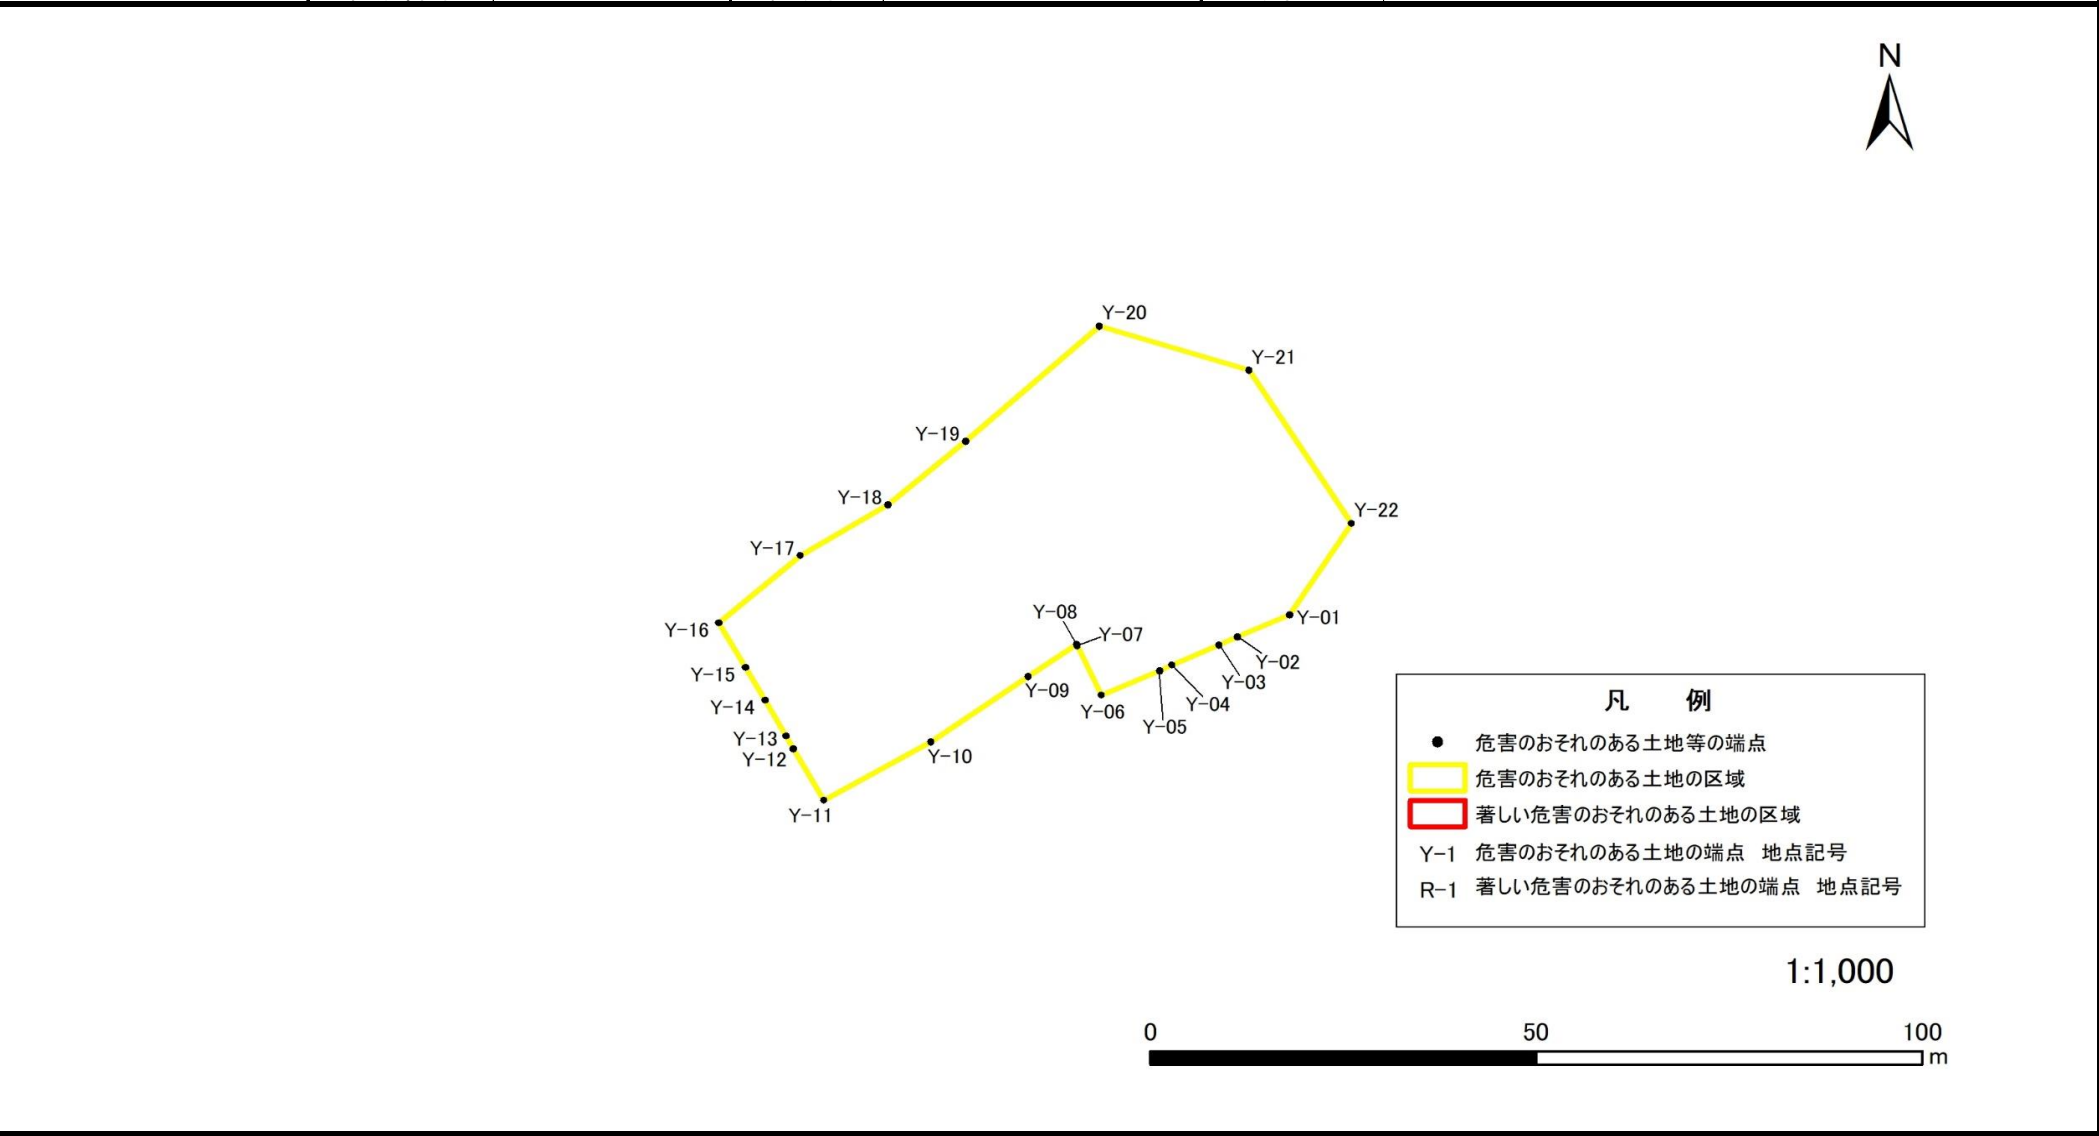 N
Y-20
Y-21
Y-19
Y-18
Y-22
Y-17
Y-08
Y-07
Y-01
Y-16
Y-02
Y-15
Y-03
Y-09
Y-14
Y-04
Y-06
Y-05
Y-13
Y-12
Y-10
Y-11
凡 例
危害のおそれのある土地等の端点
危害のおそれのある土地の区域
著しい危害のおそれのある土地の区域
Y-1 危害のおそれのある土地の端点 地点記号
R-1 著しい危害のおそれのある土地の端点 地点記号
1:1,000
0 50 100
m